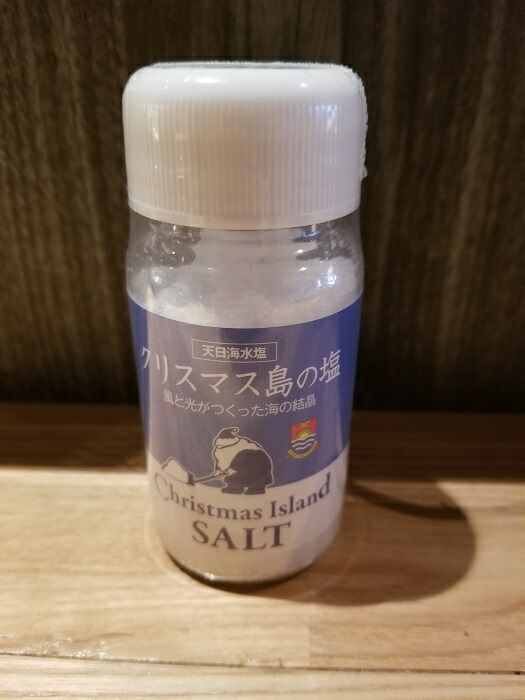 天日海水塩
クリスマス島の塩
風と光がつくった海の結晶
Christmas Island
SALT